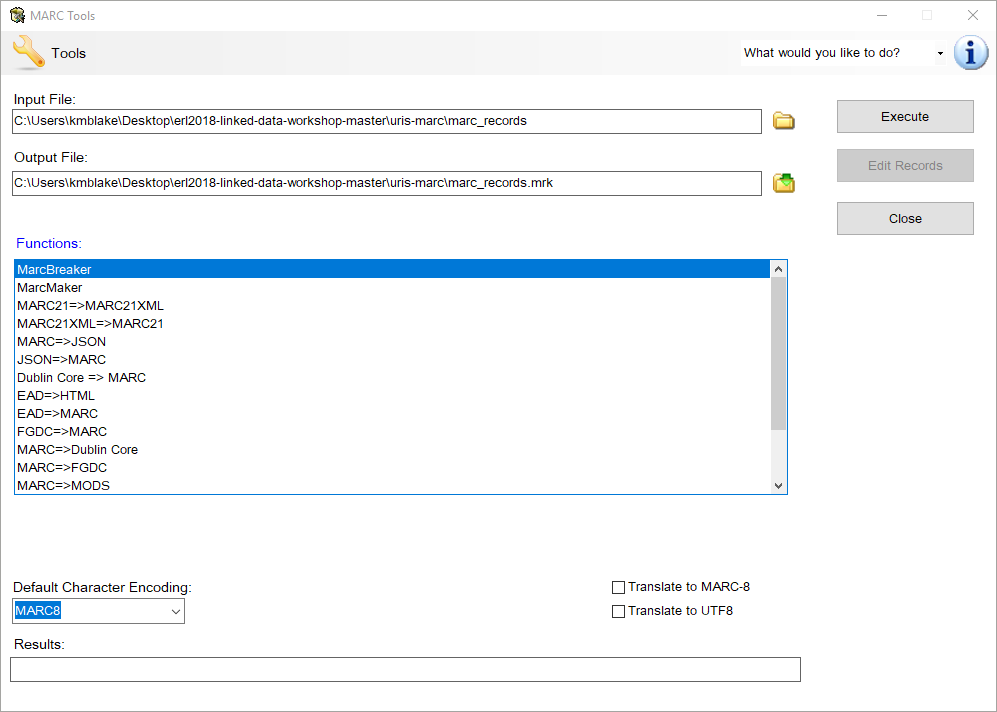 MARC Tools
Tools
What would you like to do?
Input File:
C:\Users\kmblake\Desktop\erl2018-linked-data-workshop-master\uris-marc\marc_records
Execute
Output File:
C:\Users\kmblake\Desktop\erl2018-linked-data-workshop-master\uris-marc\marc_records.mrk
Edit Records
Close
Functions:
MarcBreaker
MarcMaker
MARC21=>MARC21XML
MARC21XML=>MARC21
MARC=>JSON
JSON=>MARC
Dublin Core => MARC
EAD=>HTML
EAD=>MARC
FGDC=>MARC
MARC=>Dublin Core
MARC=>FGDC
MARC=>MODS
Default Character Encoding:
MARC8
Translate to MARC-8
Translate to UTF8
Results: